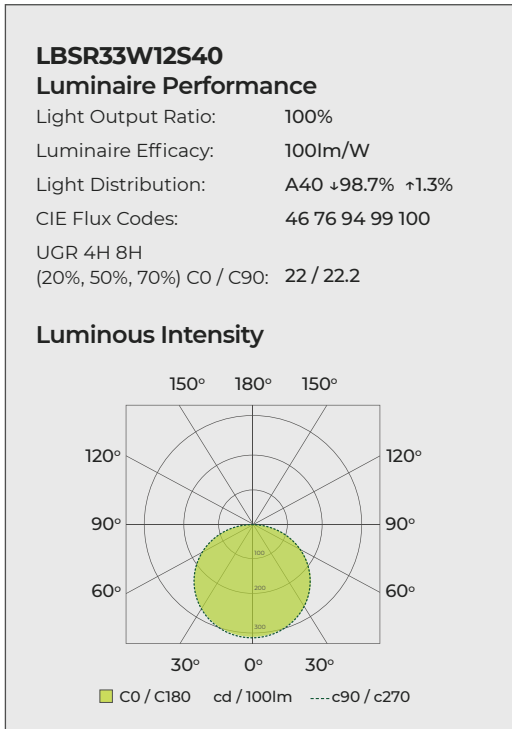 LBSR33W12S40
Luminaire Performance
Light Output Ratio: 100%
Luminaire Efficacy: 100lm/W
Light Distribution: A40 ↓98.7% ↑1.3%
CIE Flux Codes: 46 76 94 99 100
UGR 4H 8H
(20%, 50%, 70%) C0 / C90: 22 / 22.2
Luminous Intensity
150° 180° 150°
120° 120°
90° 90°
100
60° 60°
200
300
30° 0° 30°
C0 / C180 cd / 100lm c90 / c270